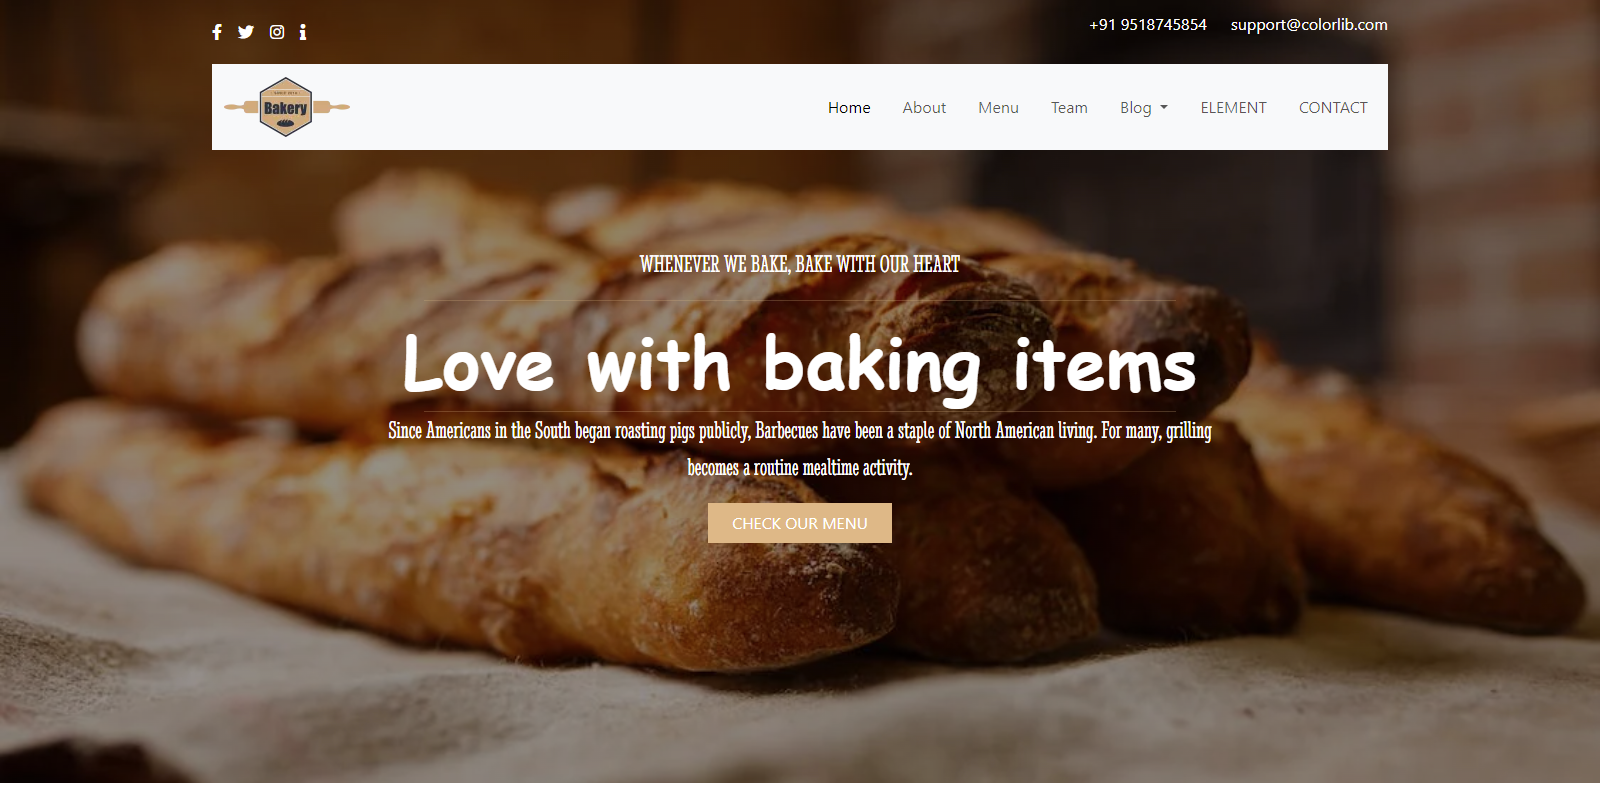 +91 9518745854 support@colorlib.com
Bakery
Home About Menu Team Blog ELEMENT CONTACT
WHENEVER WE BAKE, BAKE WITH OUR HEART
Love with baking items
Since Americans in the South began roasting pigs publicly, Barbecues have been a staple of North American living. For many, grilling
becomes a routine mealtime activity.
CHECK OUR MENU